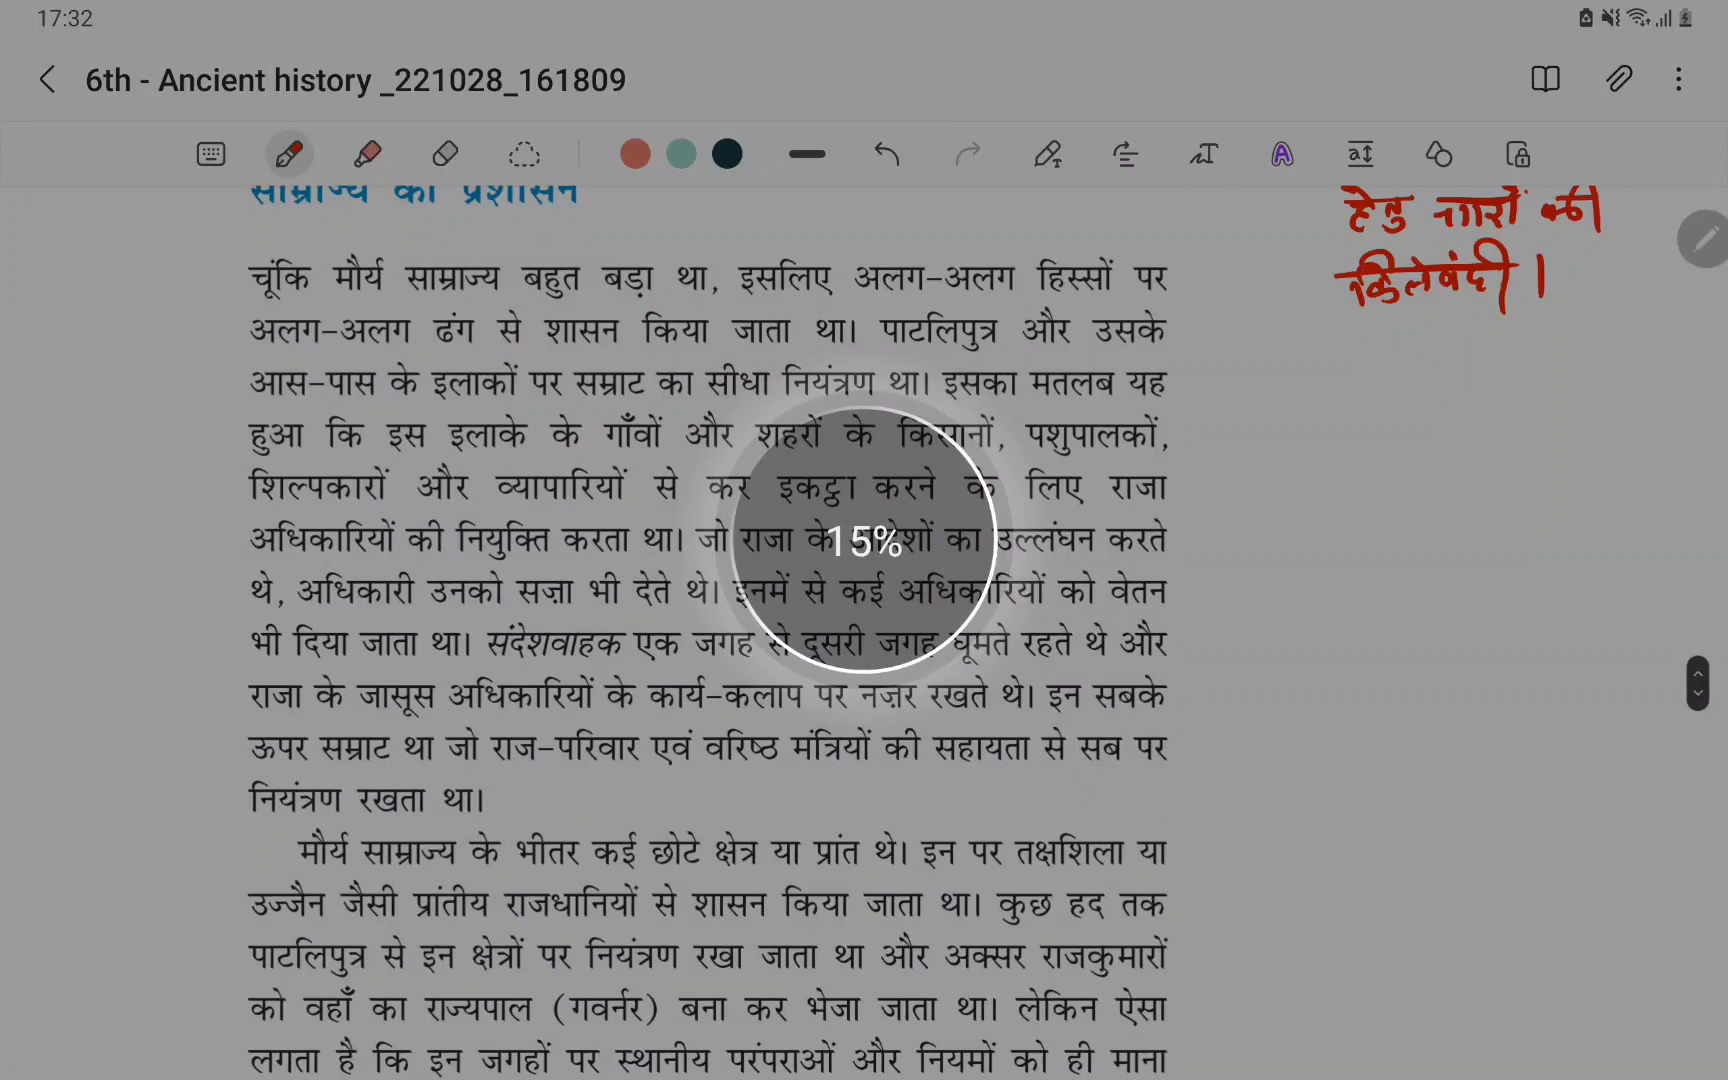 17:32
6th - Ancient history _221028_161809
साम्राज्य का प्रशासन
हेतु नगरों की
किलेबंदी।
चूंकि मौर्य साम्राज्य बहुत बड़ा था, इसलिए अलग-अलग हिस्सों पर
अलग-अलग ढंग से शासन किया जाता था। पाटलिपुत्र और उसके
आस-पास के इलाकों पर सम्राट का सीधा नियंत्रण था। इसका मतलब यह
हुआ कि इस इलाके के गाँवों और शहरों के किसानों, पशुपालकों,
शिल्पकारों और व्यापारियों से कर इकट्ठा करने के लिए राजा
अधिकारियों की नियुक्ति करता था। जो राजा के आदेशों का उल्लंघन करते
15%
थे, अधिकारी उनको सज़ा भी देते थे। इनमें से कई अधिकारियों को वेतन
भी दिया जाता था। संदेशवाहक एक जगह से दूसरी जगह घूमते रहते थे और
राजा के जासूस अधिकारियों के कार्य-कलाप पर नज़र रखते थे। इन सबके
ऊपर सम्राट था जो राज-परिवार एवं वरिष्ठ मंत्रियों की सहायता से सब पर
नियंत्रण रखता था।
मौर्य साम्राज्य के भीतर कई छोटे क्षेत्र या प्रांत थे। इन पर तक्षशिला या
उज्जैन जैसी प्रांतीय राजधानियों से शासन किया जाता था। कुछ हद तक
पाटलिपुत्र से इन क्षेत्रों पर नियंत्रण रखा जाता था और अक्सर राजकुमारों
को वहाँ का राज्यपाल (गवर्नर) बना कर भेजा जाता था। लेकिन ऐसा
लगता है कि इन जगहों पर स्थानीय परंपराओं और नियमों को ही माना